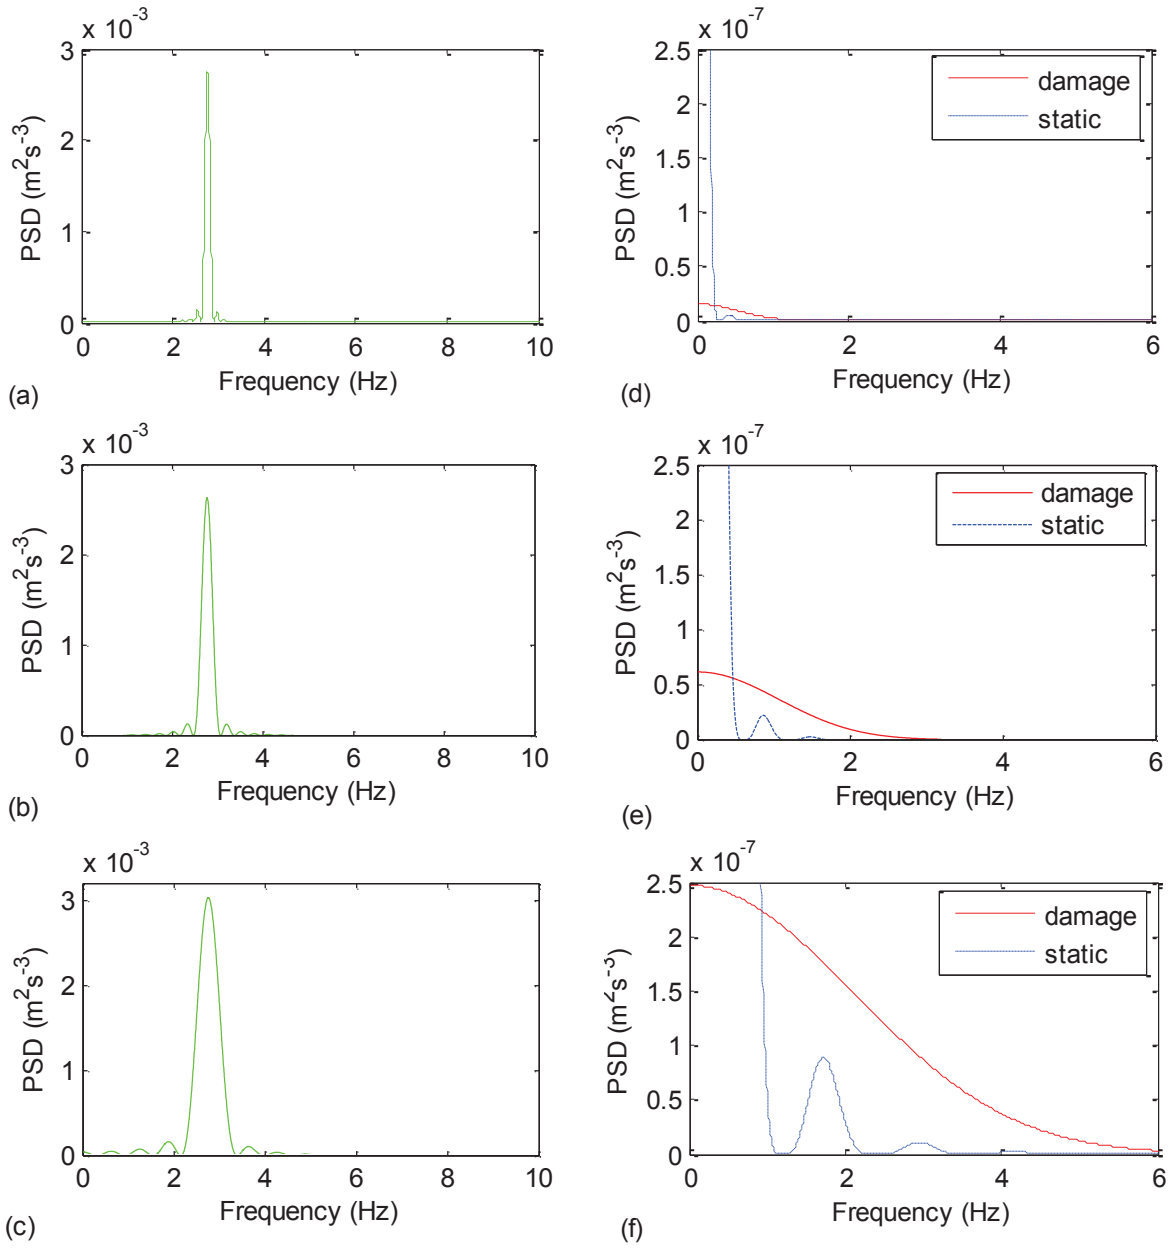 x 10-3
3
2
1
0
PSD (m2s-3)
0 2 4 6 8 10
Frequency (Hz)
(a)
x 10-7
2.5
2
1.5
1
0.5
0
PSD (m2s-3)
damage
static
0 2 4 6
Frequency (Hz)
(d)
x 10-3
3
2
1
0
PSD (m2s-3)
0 2 4 6 8 10
Frequency (Hz)
(b)
x 10-7
2.5
2
1.5
1
0.5
0
PSD (m2s-3)
damage
static
0 2 4 6
Frequency (Hz)
(e)
x 10-3
3
2
1
0
PSD (m2s-3)
0 2 4 6 8 10
Frequency (Hz)
(c)
x 10-7
2.5
2
1.5
1
0.5
0
PSD (m2s-3)
damage
static
0 2 4 6
Frequency (Hz)
(f)